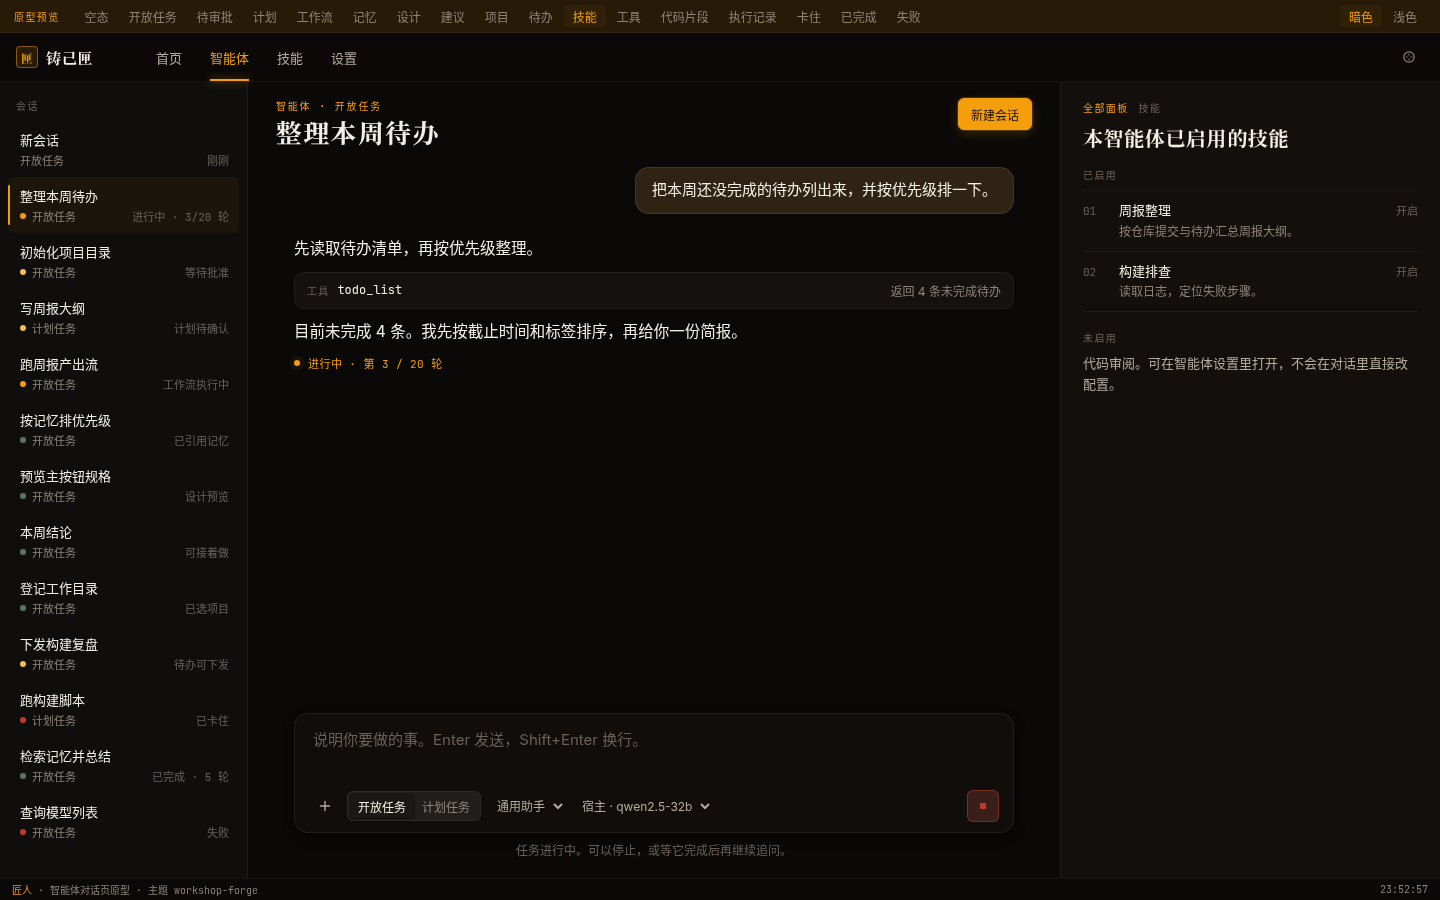 原型预览 空态 开放任务 待审批 计划 工作流 记忆 设计 建议 项目 待办 技能 工具 代码片段 执行记录 卡住 已完成 失败 暗色 浅色
匠 铸己匣 首页 智能体 技能 设置
会话
新会话
开放任务 刚刚
整理本周待办
开放任务 进行中 · 3/20 轮
初始化项目目录
开放任务 等待批准
写周报大纲
计划任务 计划待确认
跑周报产出流
开放任务 工作流执行中
按记忆排优先级
开放任务 已引用记忆
预览主按钮规格
开放任务 设计预览
本周结论
开放任务 可接着做
登记工作目录
开放任务 已选项目
下发构建复盘
开放任务 待办可下发
跑构建脚本
计划任务 已卡住
检索记忆并总结
开放任务 已完成 · 5 轮
查询模型列表
开放任务 失败
智能体 · 开放任务
整理本周待办
新建会话
把本周还没完成的待办列出来，并按优先级排一下。
先读取待办清单，再按优先级整理。
工具 todo_list 返回 4 条未完成待办
目前未完成 4 条。我先按截止时间和标签排序，再给你一份简报。
进行中 · 第 3 / 20 轮
说明你要做的事。Enter 发送，Shift+Enter 换行。
+ 开放任务 计划任务 通用助手 宿主 · qwen2.5-32b
任务进行中。可以停止，或等它完成后再继续追问。
全部面板 技能
本智能体已启用的技能
已启用
01 周报整理 开启
按仓库提交与待办汇总周报大纲。
02 构建排查 开启
读取日志，定位失败步骤。
未启用
代码审阅。可在智能体设置里打开，不会在对话里直接改
配置。
匠人 · 智能体对话页原型 · 主题 workshop-forge 23:52:57